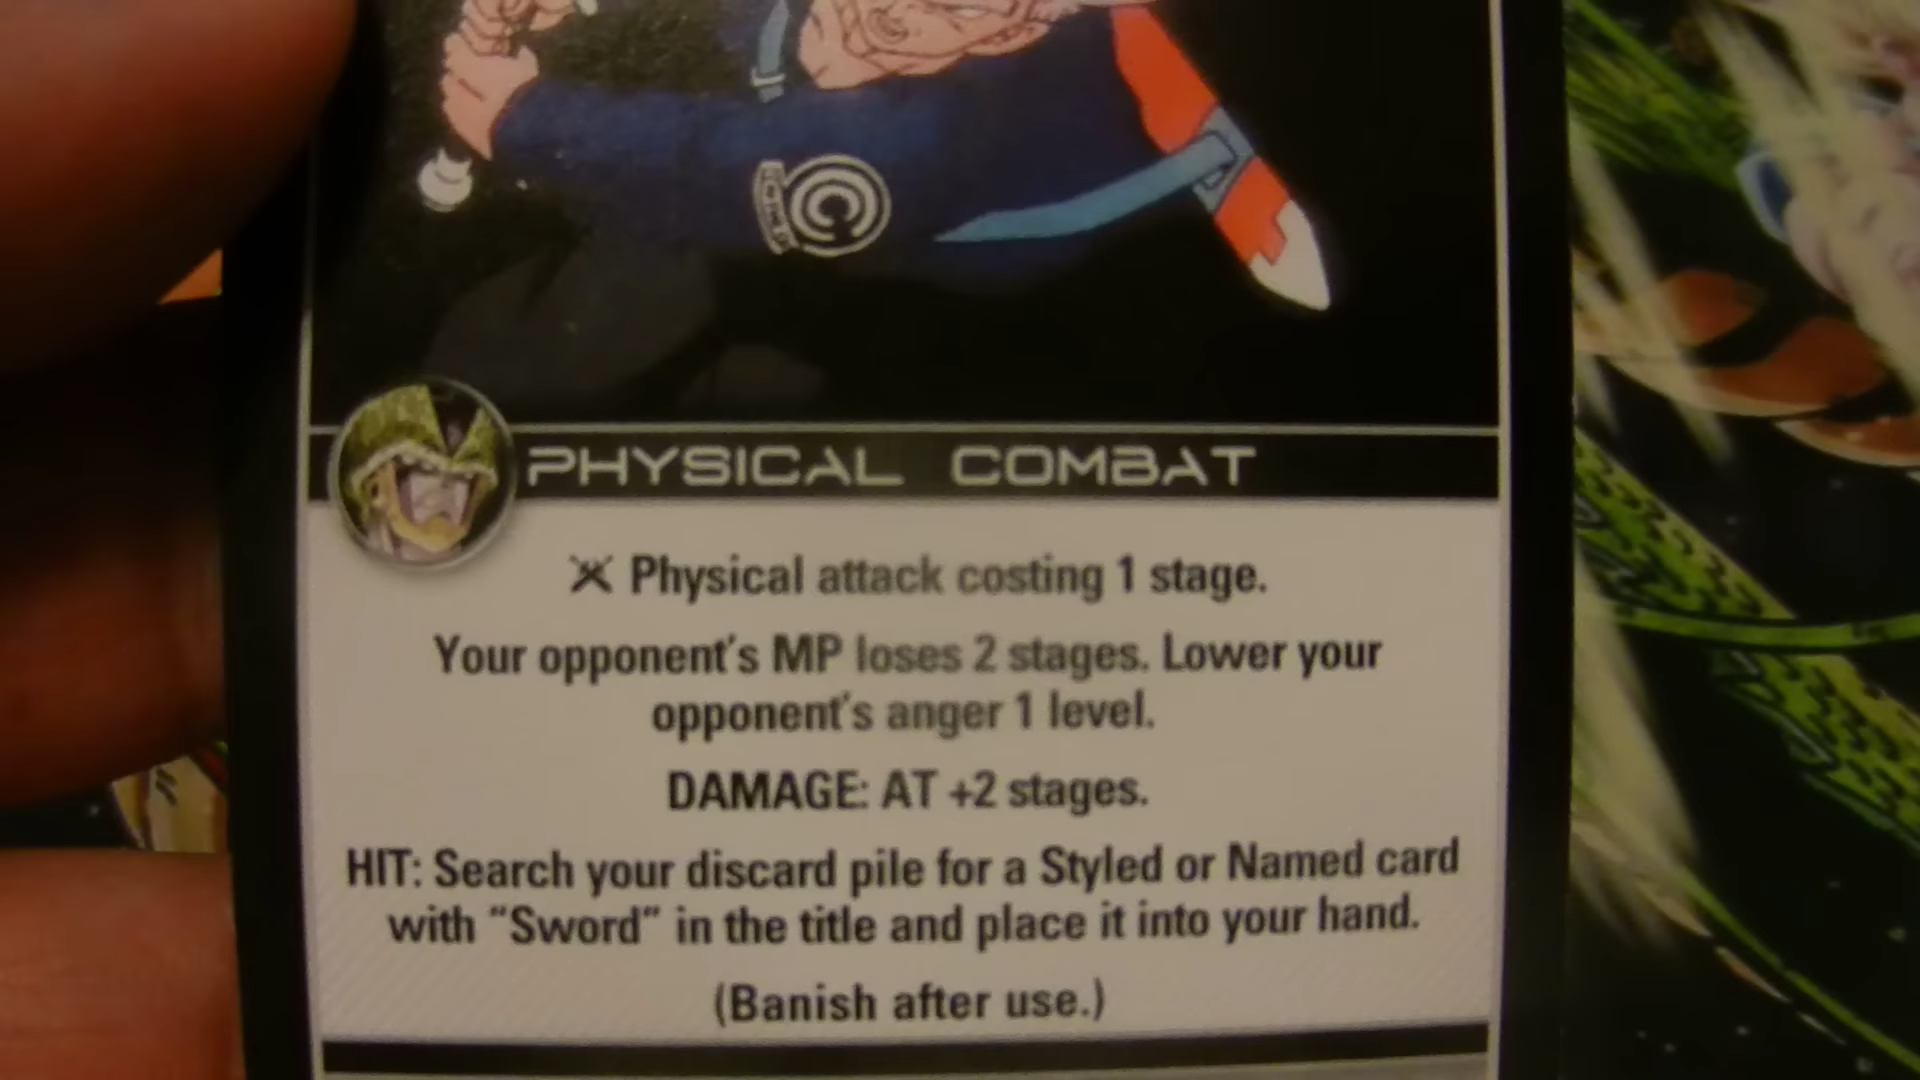 PHYSICAL COMBAT
Physical attack costing 1 stage.
Your opponent's MP loses 2 stages. Lower your
opponent's anger 1 level.
DAMAGE: AT +2 stages.
HIT: Search your discard pile for a Styled or Named card
with "Sword" in the title and place it into your hand.
(Banish after use.)